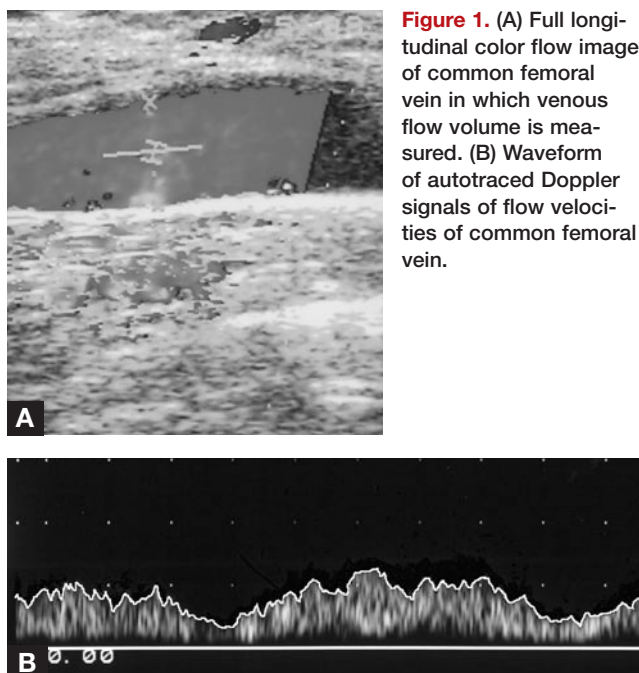 Figure 1. (A) Full longi-
tudinal color flow image
of common femoral
vein in which venous
flow volume is mea-
sured. (B) Waveform
of autotraced Doppler
signals of flow veloci-
ties of common femoral
vein.
A
B
0.00